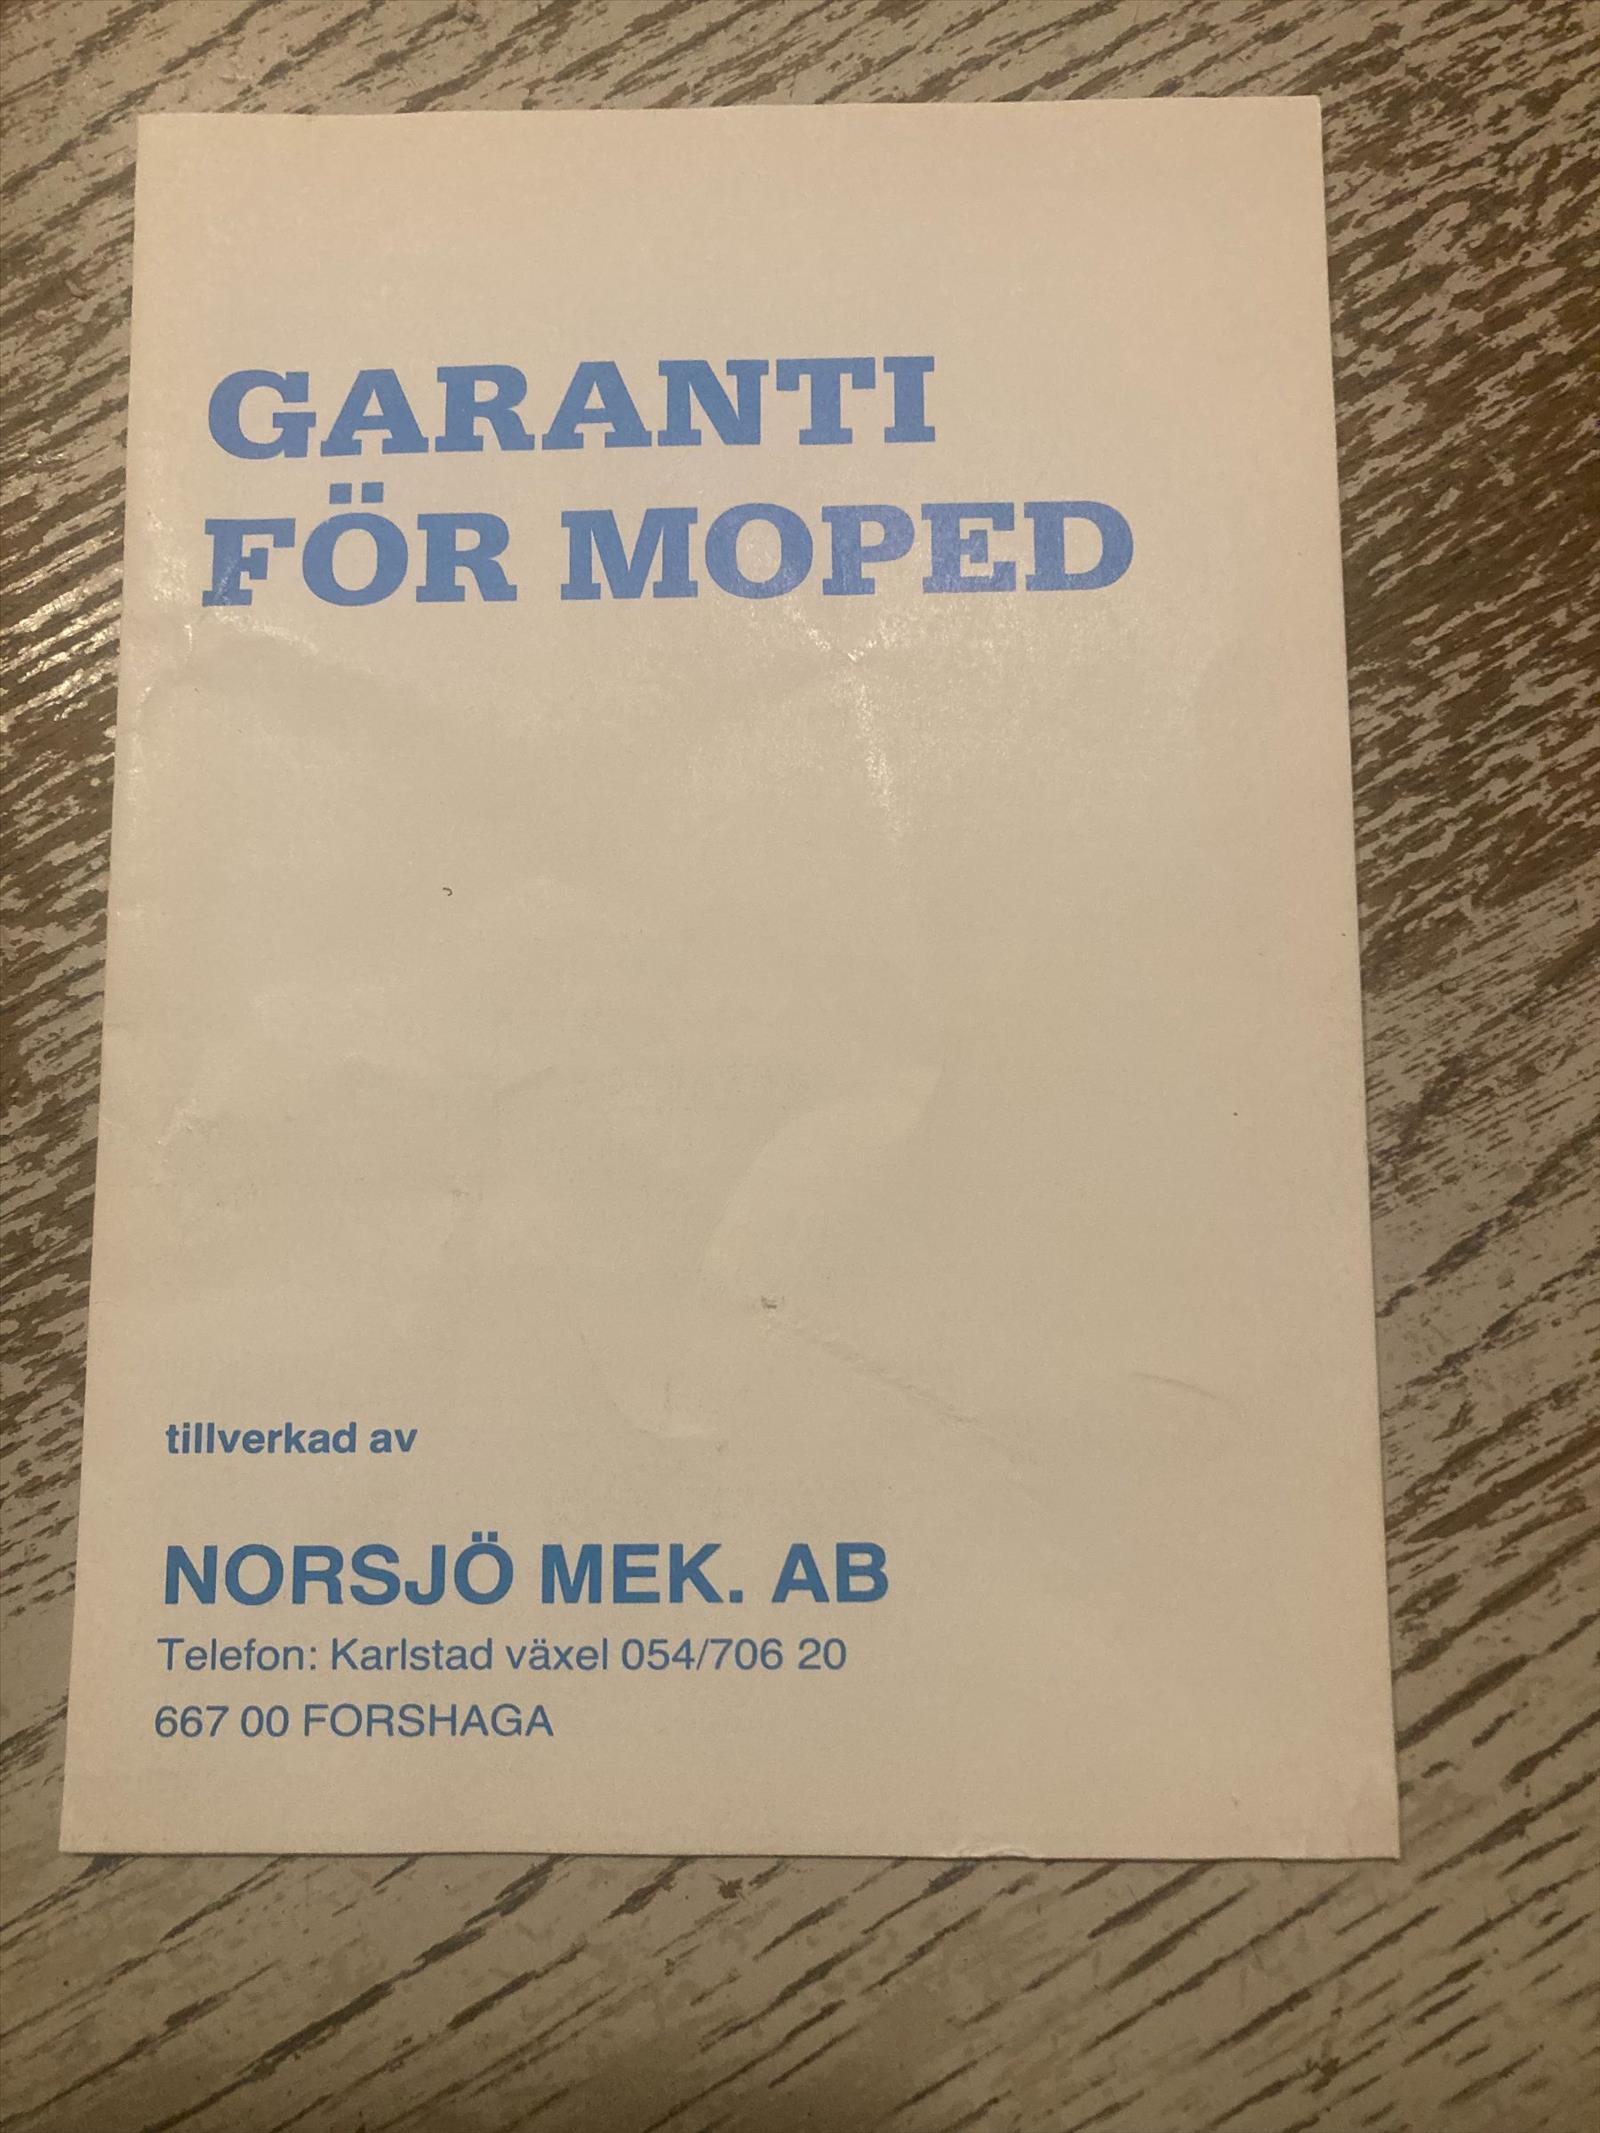 GARANTI
FÖR MOPED
tillverkad av
NORSJÖ MEK. AB
Telefon: Karlstad växel 054/706 20
667 00 FORSHAGA